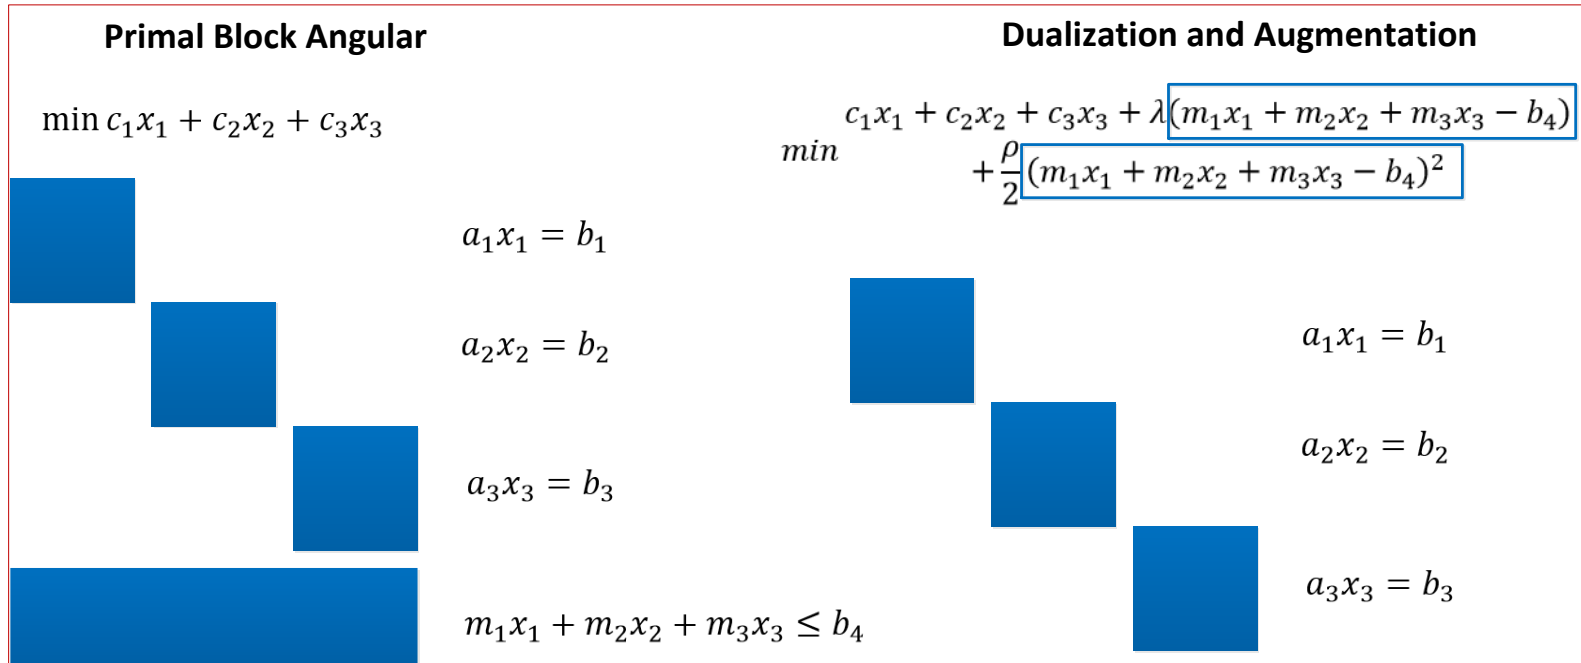 Primal Block Angular
min c₁x₁ + c₂x₂ + c₃x₃
a₁x₁ = b₁
a₂x₂ = b₂
a₃x₃ = b₃
m₁x₁ + m₂x₂ + m₃x₃ ≤ b₄
Dualization and Augmentation
min c₁x₁ + c₂x₂ + c₃x₃ + λ(m₁x₁ + m₂x₂ + m₃x₃ − b₄)
+ ρ/2 (m₁x₁ + m₂x₂ + m₃x₃ − b₄)²
a₁x₁ = b₁
a₂x₂ = b₂
a₃x₃ = b₃